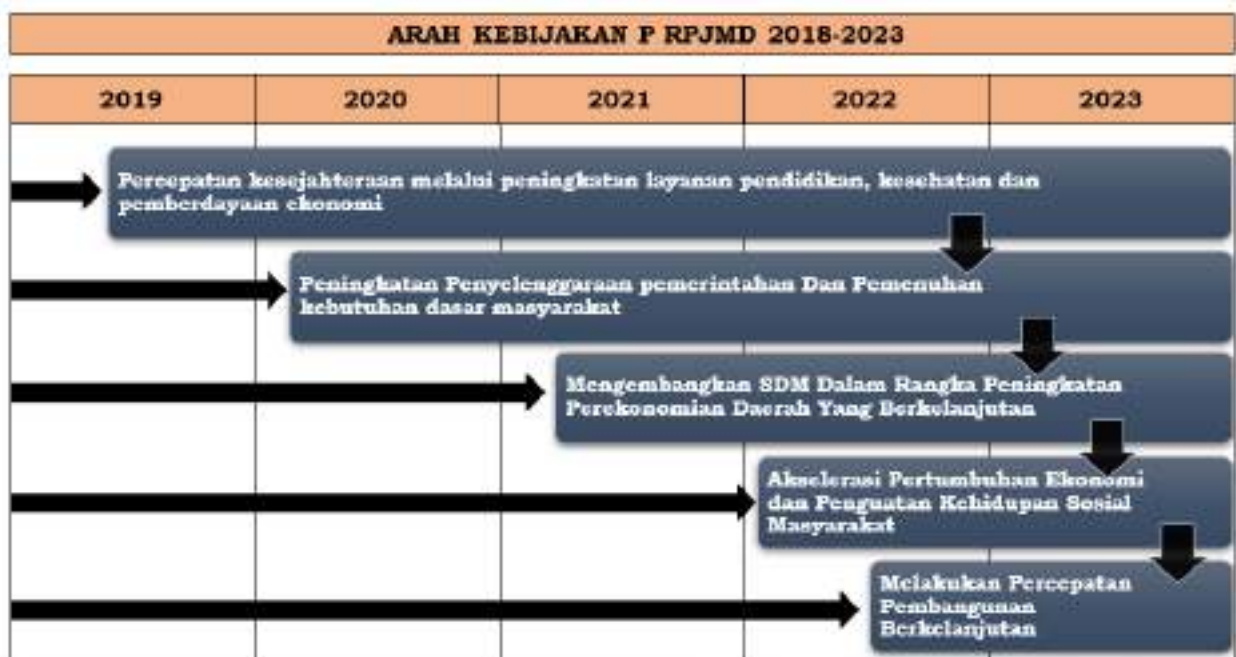 ARAH KEBIJAKAN P RPJMD 2018-2023
2019 2020 2021 2022 2023
Percepatan kesejahteraan melalui peningkatan layanan pendidikan, kesehatan dan
pemberdayaan ekonomi
Peningkatan Penyelenggaraan pemerintahan Dan Pemenuhan
kebutuhan dasar masyarakat
Mengembangkan SDM Dalam Rangka Peningkatan
Perekonomian Daerah Yang Berkelanjutan
Akselerasi Pertumbuhan Ekonomi
dan Penguatan Kehidupan Sosial
Masyarakat
Melakukan Percepatan
Pembangunan
Berkelanjutan